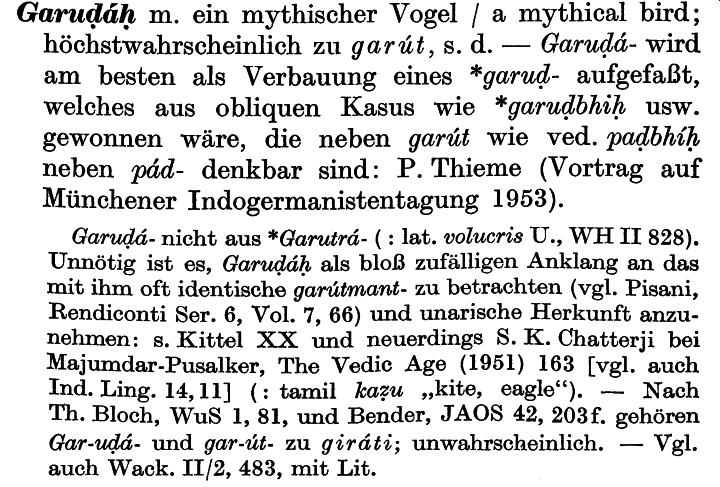 Garuḍáḥ m. ein mythischer Vogel / a mythical bird;
höchstwahrscheinlich zu garút, s. d. — Garuḍá- wird
am besten als Verbauung eines *garuḍ- aufgefaßt,
welches aus obliquen Kasus wie *garuḍbhiḥ usw.
gewonnen wäre, die neben garút wie ved. paḍbhíḥ
neben pád- denkbar sind: P. Thieme (Vortrag auf
Münchener Indogermanistentagung 1953).
Garuḍá- nicht aus *Garutrá- (: lat. volucris U., WH II 828).
Unnötig ist es, Garuḍáḥ als bloß zufälligen Anklang an das
mit ihm oft identische garútmant- zu betrachten (vgl. Pisani,
Rendiconti Ser. 6, Vol. 7, 66) und unarische Herkunft anzu-
nehmen: s. Kittel XX und neuerdings S. K. Chatterji bei
Majumdar-Pusalker, The Vedic Age (1951) 163 [vgl. auch
Ind. Ling. 14, 11] (: tamil kaẓu „kite, eagle“). — Nach
Th. Bloch, WuS 1, 81, und Bender, JAOS 42, 203 f. gehören
Gar-uḍá- und gar-út- zu giráti; unwahrscheinlich. — Vgl.
auch Wack. II/2, 483, mit Lit.